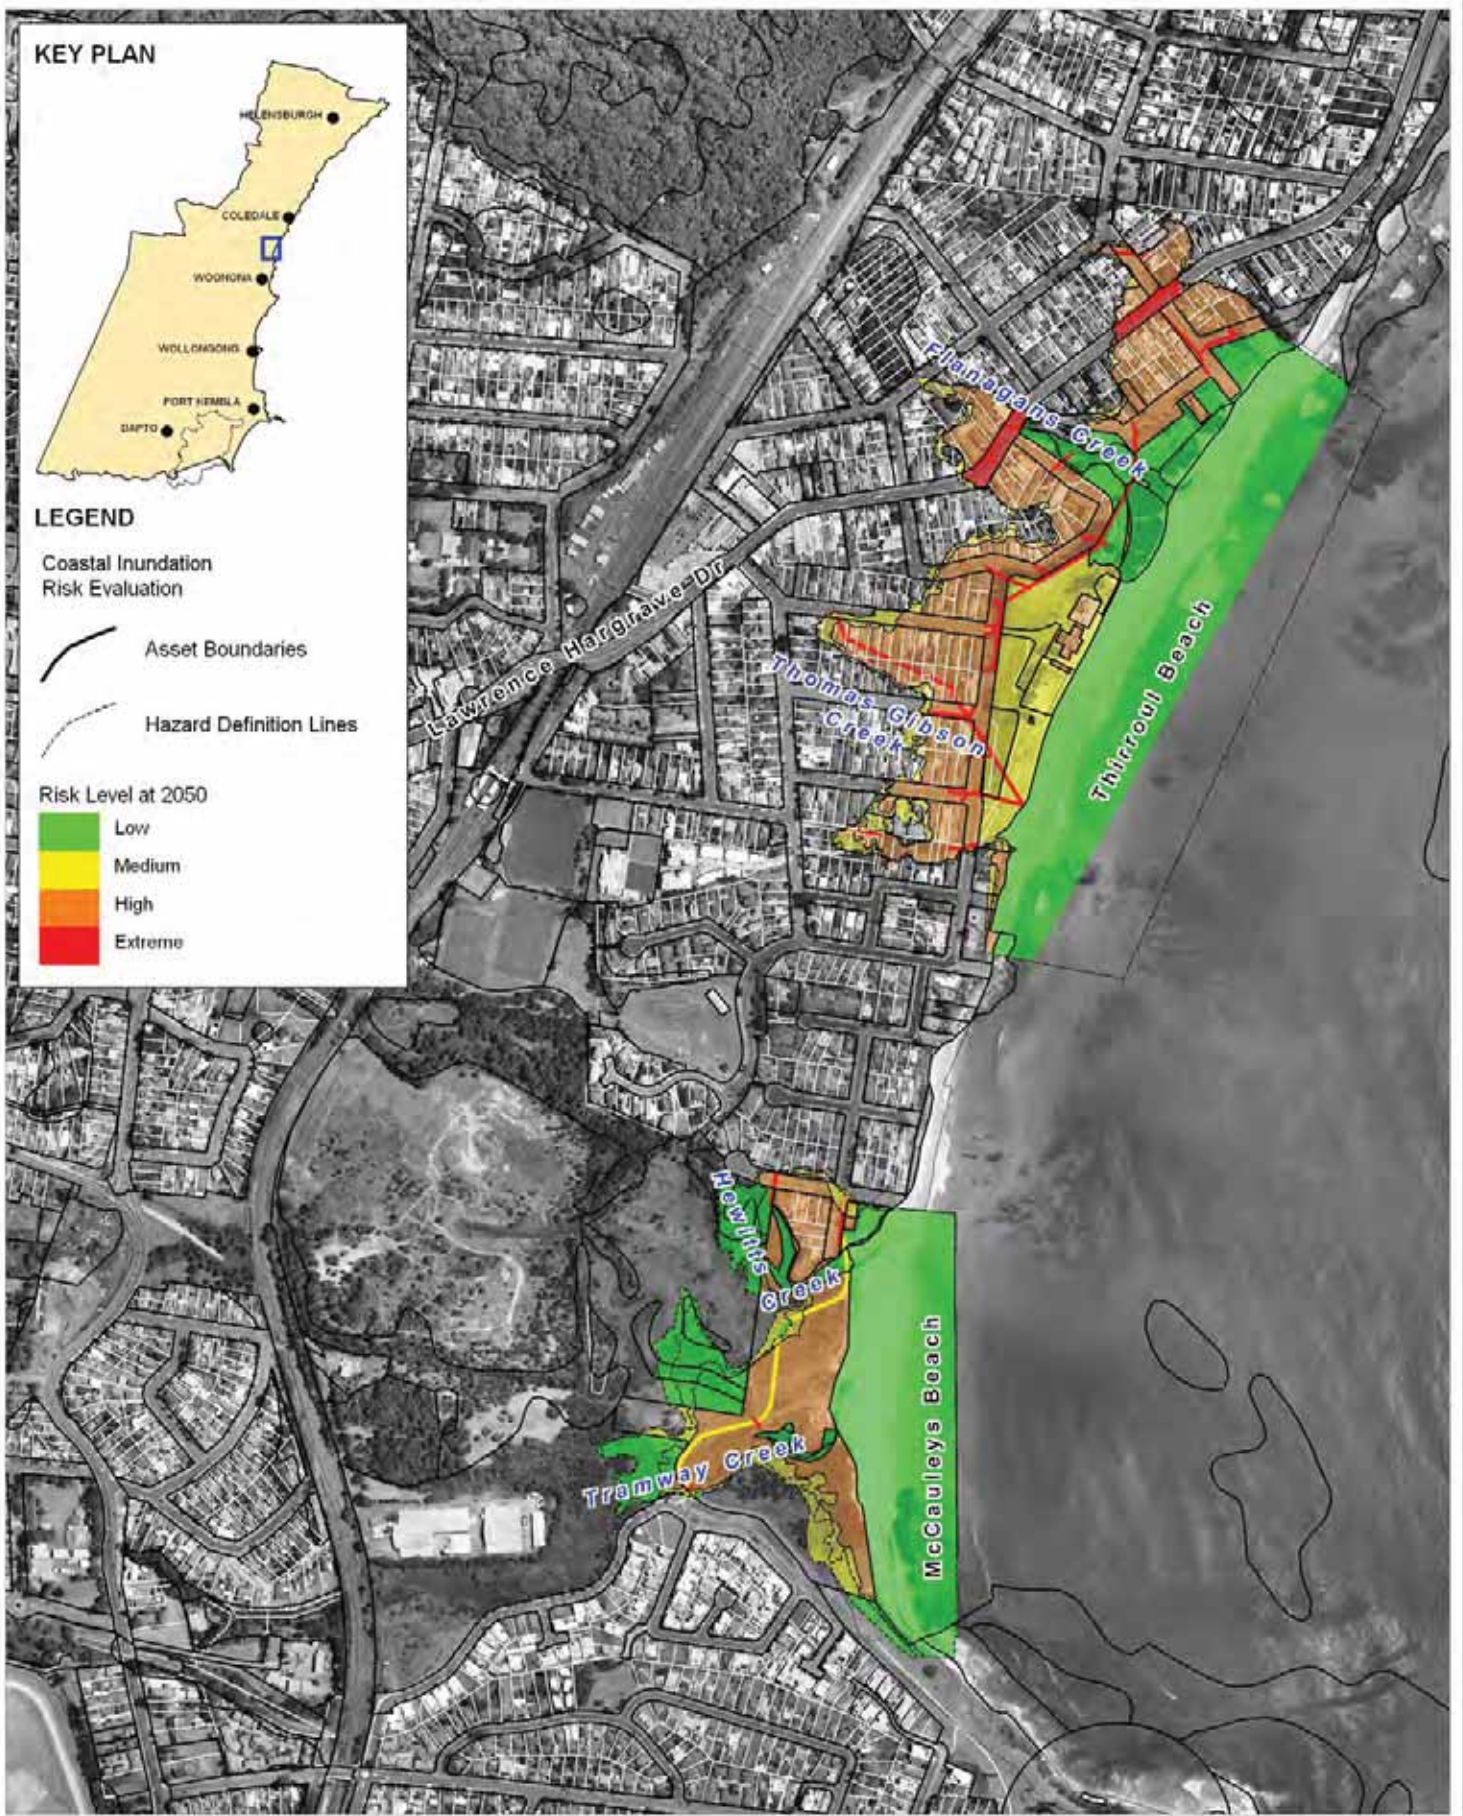 KEY PLAN
HELENSBURGH
COLEDALE
WOONONA
WOLLONGONG
PORT KEMBLA
DAPTO
LEGEND
Coastal Inundation
Risk Evaluation
Asset Boundaries
Hazard Definition Lines
Risk Level at 2050
Low
Medium
High
Extreme
Flanagans Creek
Lawrence Hargrave Dr
Thomas Gibson
Creek
Thirroul Beach
Hewitts
Creek
Tramway Creek
McCauleys Beach